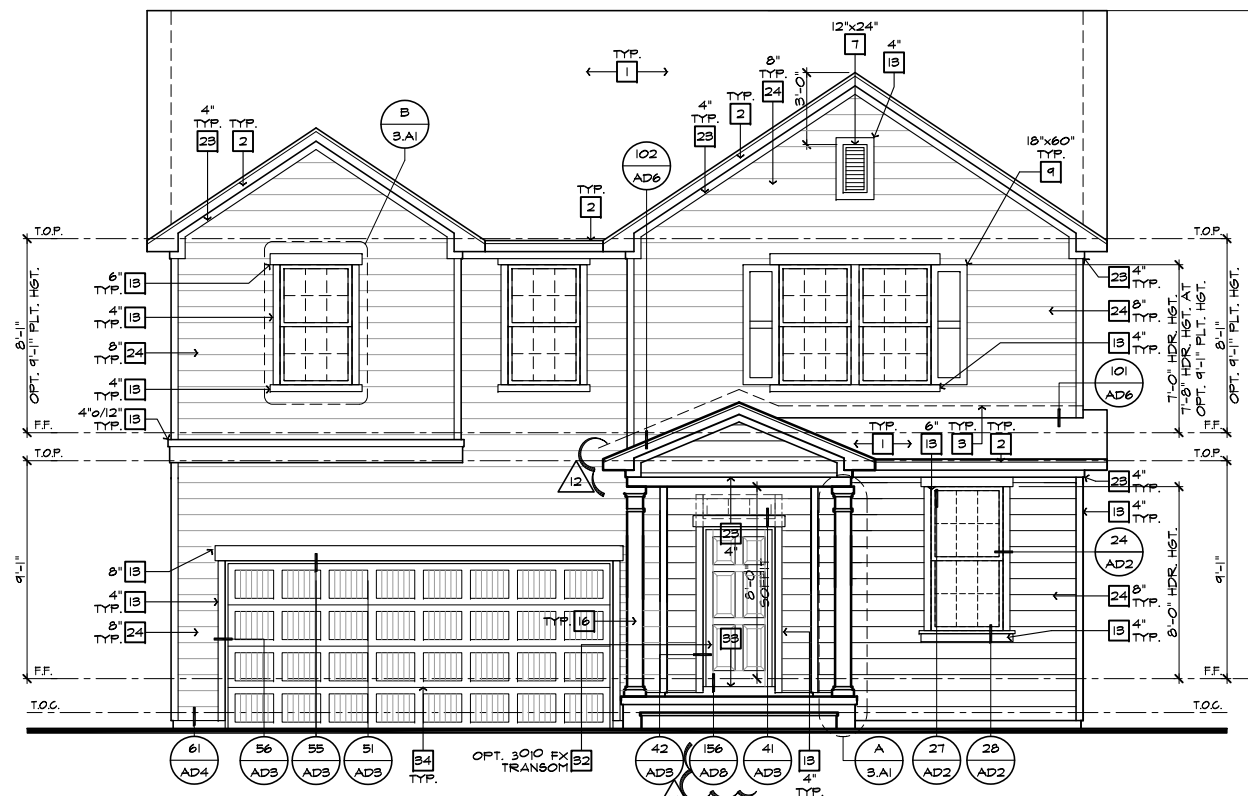 12"x24"
7
4"
13
TYP.
1
8"
TYP.
24
3'-0"
4"
TYP.
23
TYP.
2
4"
TYP.
23
TYP.
2
B
3.A1
102
AD6
18"x60"
TYP.
9
TYP.
2
T.O.P.
T.O.P.
6"
TYP.
13
4"
TYP.
13
8"
TYP.
24
4"
TYP.
13
4"o/12"
TYP.
13
8'-1"
OPT. 9'-1" PLT. HGT.
F.F.
T.O.P.
23
4"
TYP.
24
8"
TYP.
13
4"
TYP.
101
AD6
7'-0" HDR. HGT.
7'-8" HDR. HGT. AT
OPT. 9'-1" PLT. HGT.
8'-1"
OPT. 9'-1" PLT. HGT.
F.F.
T.O.P.
TYP.
1
6"
13
TYP.
3
TYP.
2
12
23
4"
TYP.
13
4"
TYP.
24
AD2
24
8"
TYP.
13
4"
TYP.
8'-0" HDR. HGT.
9'-1"
9'-1"
8"
13
4"
TYP.
13
8"
TYP.
24
23
4"
8'-0"
SOFFIT
33
TYP.
16
F.F.
F.F.
T.O.C.
T.O.C.
61
AD4
56
AD3
55
AD3
51
AD3
34
TYP.
OPT. 3010 FX
TRANSOM
32
42
AD3
156
AD8
41
AD3
13
4"
TYP.
A
3.A1
27
AD2
28
AD2